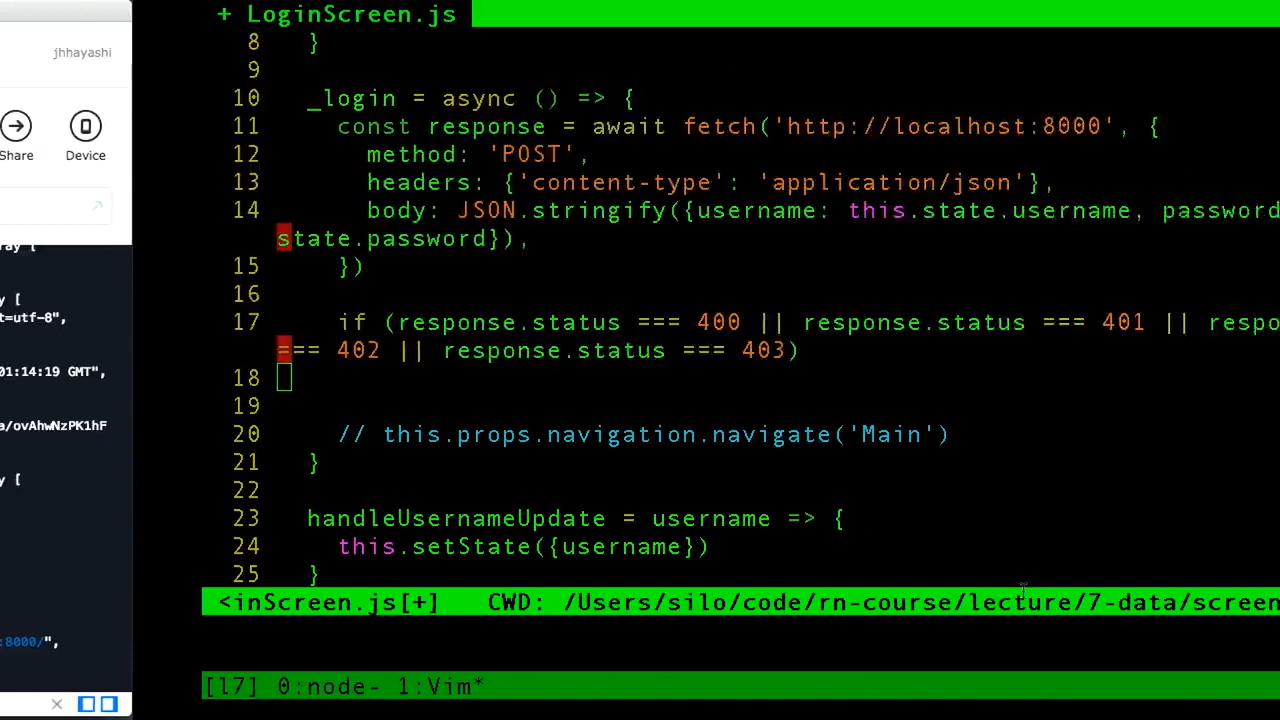 + LoginScreen.js
8 }
9
10 _login = async () => {
11 const response = await fetch('http://localhost:8000', {
12 method: 'POST',
13 headers: {'content-type': 'application/json'},
14 body: JSON.stringify({username: this.state.username, password
state.password}),
15 })
16
17 if (response.status === 400 || response.status === 401 || respo
=== 402 || response.status === 403)
18
19
20 // this.props.navigation.navigate('Main')
21 }
22
23 handleUsernameUpdate = username => {
24 this.setState({username})
25 }
<inScreen.js[+] CWD: /Users/silo/code/rn-course/lecture/7-data/screen
[l7] 0:node- 1:Vim*
jhhayashi
Share Device
ray [
y [
t=utf-8",
01:14:19 GMT",
a/ovAhwNzPK1hF
y [
:8000/",